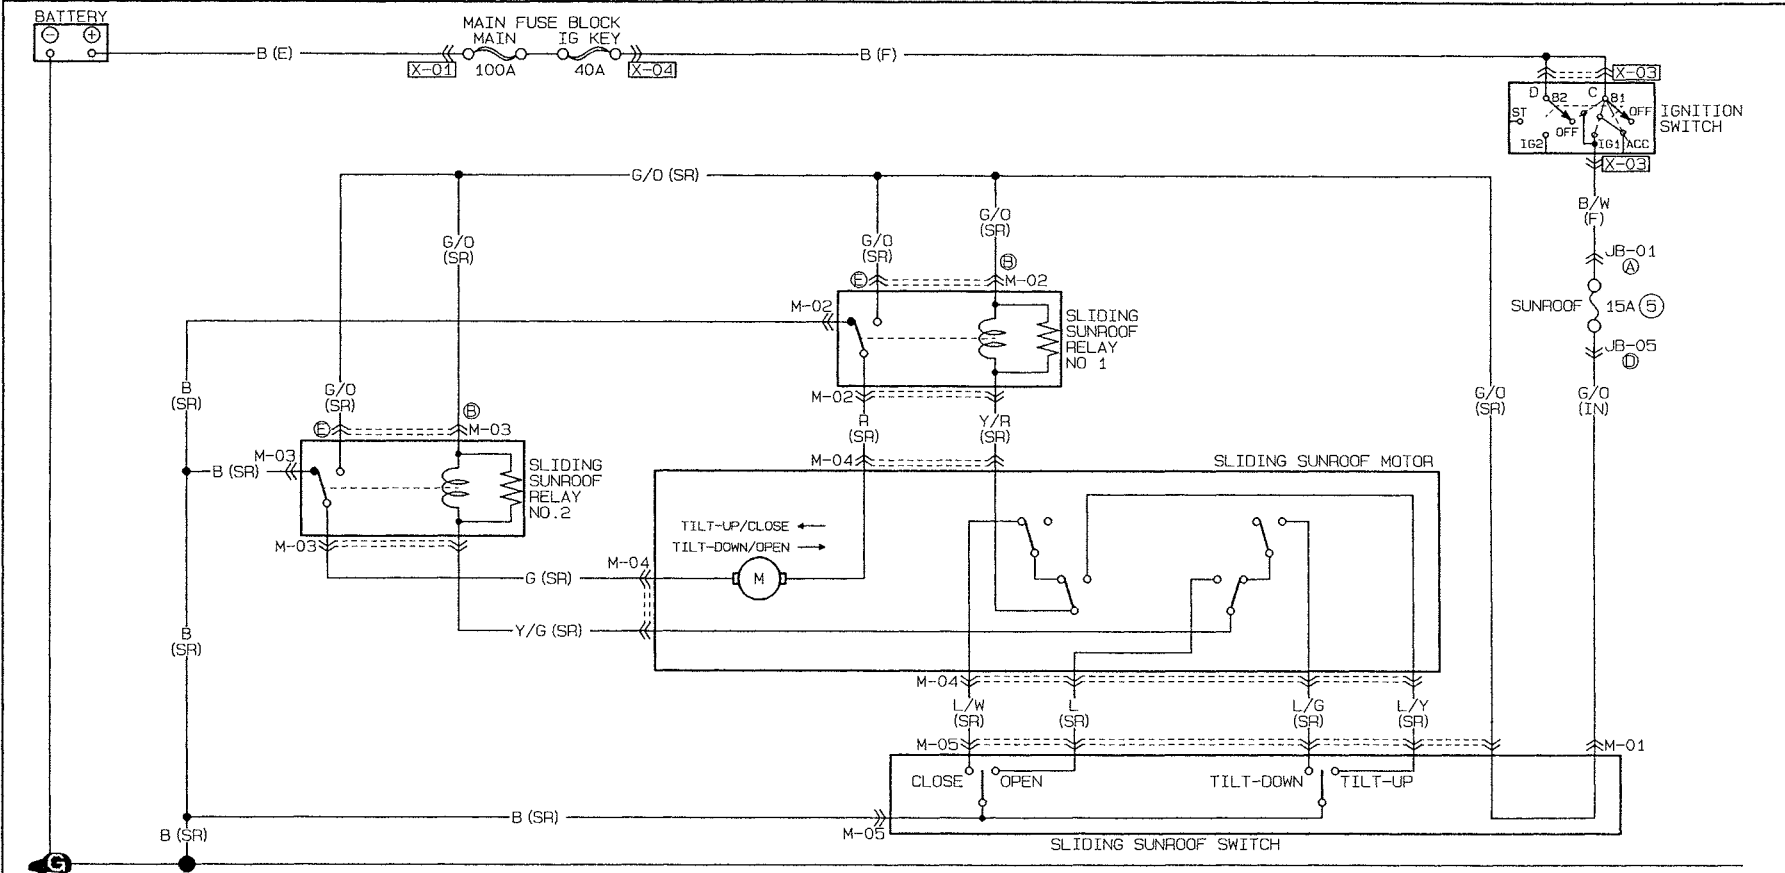 BATTERY
- +
B (E)
MAIN FUSE BLOCK
MAIN IG KEY
X-01 100A 40A X-04
B (F)
X-03
D B2 C B1
ST OFF OFF
IG2 IG1 ACC
IGNITION
SWITCH
X-03
B/W
(F)
JB-01
A
SUNROOF 15A 5
JB-05
D
G/O
(IN)
G/O
(SR)
G/O (SR)
G/O
(SR)
G/O
(SR)
G/O
(SR)
E B
M-02
M-02
SLIDING
SUNROOF
RELAY
NO 1
M-02
R
(SR)
Y/R
(SR)
B
(SR)
G/O
(SR)
E B
M-03
M-03
B (SR)
SLIDING
SUNROOF
RELAY
NO.2
M-03
M-04
SLIDING SUNROOF MOTOR
TILT-UP/CLOSE
TILT-DOWN/OPEN
M-04
G (SR)
M
Y/G (SR)
B
(SR)
M-04
L/W
(SR)
L
(SR)
L/G
(SR)
L/Y
(SR)
M-05
M-01
CLOSE OPEN
TILT-DOWN TILT-UP
B (SR)
M-05
B (SR)
SLIDING SUNROOF SWITCH
G